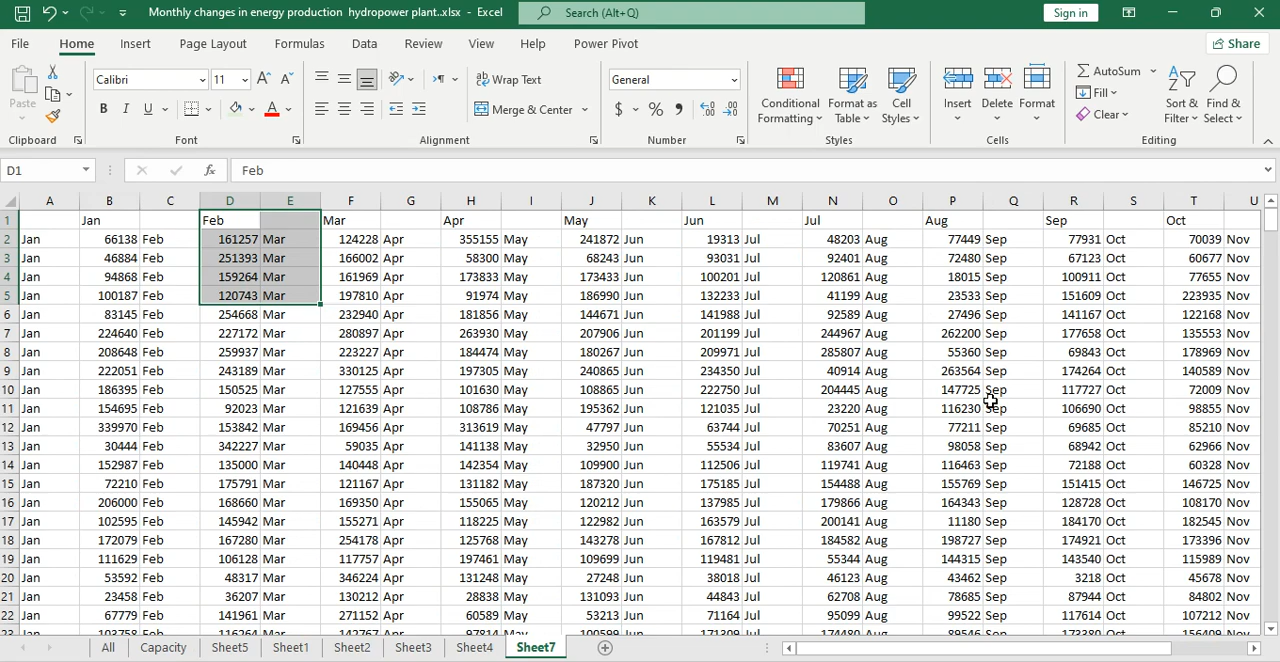 Monthly changes in energy production hydropower plant..xlsx - Excel
Search (Alt+Q)
Sign in
File Home Insert Page Layout Formulas Data Review View Help Power Pivot
Share
Paste
Calibri 11
B I U
Wrap Text
Merge & Center
General
$ % 9
Conditional Formatting
Format as Table
Cell Styles
Insert
Delete
Format
AutoSum
Fill
Clear
Sort & Filter
Find & Select
Clipboard Font Alignment Number Styles Cells Editing
D1 fx Feb
A B C D E F G H I J K L M N O P Q R S T U
1 Jan Feb Mar Apr May Jun Jul Aug Sep Oct
2 Jan 66138 Feb 161257 Mar 124228 Apr 355155 May 241872 Jun 19313 Jul 48203 Aug 77449 Sep 77931 Oct 70039 Nov
3 Jan 46884 Feb 251393 Mar 166002 Apr 58300 May 68243 Jun 93031 Jul 92401 Aug 72480 Sep 67123 Oct 60677 Nov
4 Jan 94868 Feb 159264 Mar 161969 Apr 173833 May 173433 Jun 100201 Jul 120861 Aug 18015 Sep 100911 Oct 77655 Nov
5 Jan 100187 Feb 120743 Mar 197810 Apr 91974 May 186990 Jun 132233 Jul 41199 Aug 23533 Sep 151609 Oct 223935 Nov
6 Jan 83145 Feb 254668 Mar 232940 Apr 181856 May 144671 Jun 141988 Jul 92589 Aug 27496 Sep 141167 Oct 122168 Nov
7 Jan 224640 Feb 227172 Mar 280897 Apr 263930 May 207906 Jun 201199 Jul 244967 Aug 262200 Sep 177658 Oct 135553 Nov
8 Jan 208648 Feb 259937 Mar 223227 Apr 184474 May 180267 Jun 209971 Jul 285807 Aug 55360 Sep 69843 Oct 178969 Nov
9 Jan 222051 Feb 243189 Mar 330125 Apr 197305 May 240865 Jun 234350 Jul 40914 Aug 263564 Sep 174264 Oct 140589 Nov
10 Jan 186395 Feb 150525 Mar 127555 Apr 101630 May 108865 Jun 222750 Jul 204445 Aug 147725 Sep 117727 Oct 72009 Nov
11 Jan 154695 Feb 92023 Mar 121639 Apr 108786 May 195362 Jun 121035 Jul 23220 Aug 116230 Sep 106690 Oct 98855 Nov
12 Jan 339970 Feb 153842 Mar 169456 Apr 313619 May 47797 Jun 63744 Jul 70251 Aug 77211 Sep 69685 Oct 85210 Nov
13 Jan 30444 Feb 342227 Mar 59035 Apr 141138 May 32950 Jun 55534 Jul 83607 Aug 98058 Sep 68942 Oct 62966 Nov
14 Jan 152987 Feb 135000 Mar 140448 Apr 142354 May 109900 Jun 112506 Jul 119741 Aug 116463 Sep 72188 Oct 60328 Nov
15 Jan 72210 Feb 175791 Mar 121167 Apr 131182 May 187320 Jun 175185 Jul 154488 Aug 155769 Sep 151415 Oct 146725 Nov
16 Jan 206000 Feb 168660 Mar 169350 Apr 155065 May 120212 Jun 137985 Jul 179866 Aug 164343 Sep 128728 Oct 108170 Nov
17 Jan 102595 Feb 145942 Mar 155271 Apr 118225 May 122982 Jun 163579 Jul 200141 Aug 11180 Sep 184170 Oct 182545 Nov
18 Jan 172079 Feb 167280 Mar 254178 Apr 125768 May 143278 Jun 167812 Jul 184582 Aug 198727 Sep 174921 Oct 173396 Nov
19 Jan 111629 Feb 106128 Mar 117757 Apr 197461 May 109699 Jun 119481 Jul 55344 Aug 144315 Sep 143540 Oct 115989 Nov
20 Jan 53592 Feb 48317 Mar 346224 Apr 131248 May 27248 Jun 38018 Jul 46123 Aug 43462 Sep 3218 Oct 45678 Nov
21 Jan 23458 Feb 36207 Mar 130212 Apr 28838 May 131093 Jun 44843 Jul 62708 Aug 78685 Sep 87944 Oct 84802 Nov
22 Jan 67779 Feb 141961 Mar 271152 Apr 60589 May 53213 Jun 71164 Jul 95099 Aug 99522 Sep 117614 Oct 107212 Nov
23 Jan 103758 Feb 116264 Mar 142767 Apr 97814 May 100599 Jun 171309 Jul 174480 Aug 89546 Sep 173380 Oct 156409 Nov
All Capacity Sheet5 Sheet1 Sheet2 Sheet3 Sheet4 Sheet7